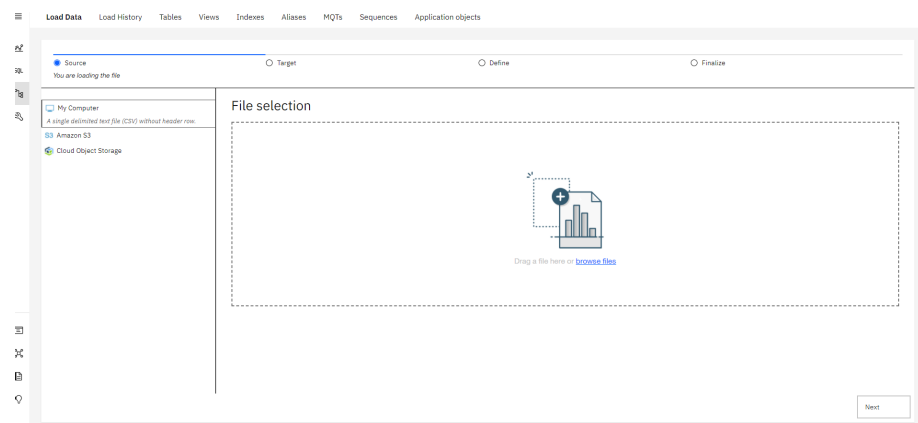 Load Data Load History Tables Views Indexes Aliases MQTs Sequences Application objects
SQL
Source Target Define Finalize
You are loading the file
My Computer
A single delimited text file (CSV) without header row.
S3 Amazon S3
Cloud Object Storage
File selection
Drag a file here or browse files
Next